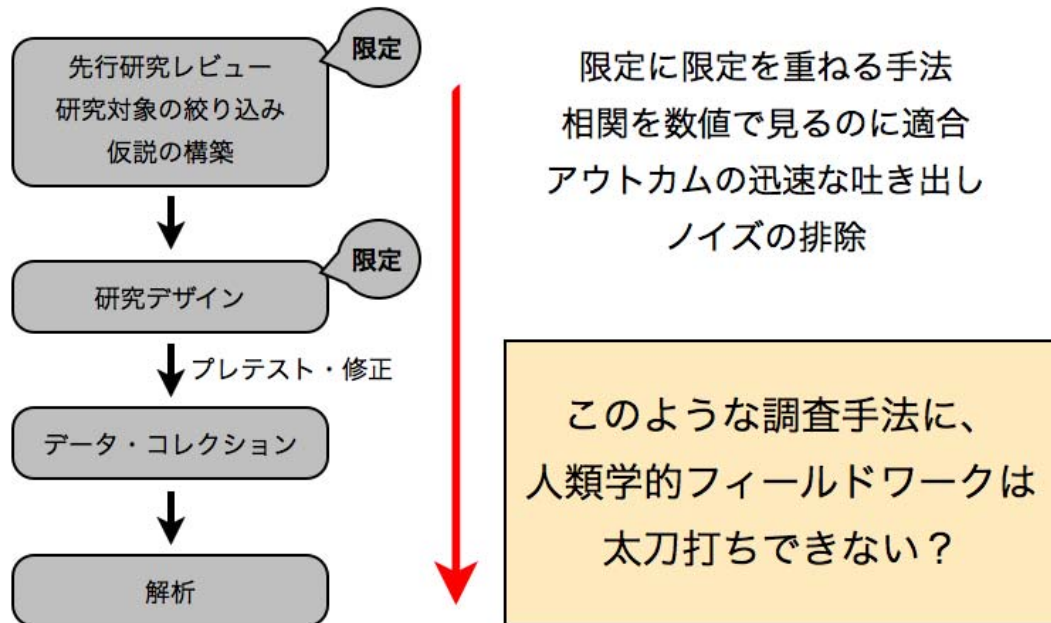 限定
先行研究レビュー
研究対象の絞り込み
仮説の構築
限定
研究デザイン
プレテスト・修正
データ・コレクション
解析
限定に限定を重ねる手法
相関を数値で見るのに適合
アウトカムの迅速な吐き出し
ノイズの排除
このような調査手法に、
人類学的フィールドワークは
太刀打ちできない？